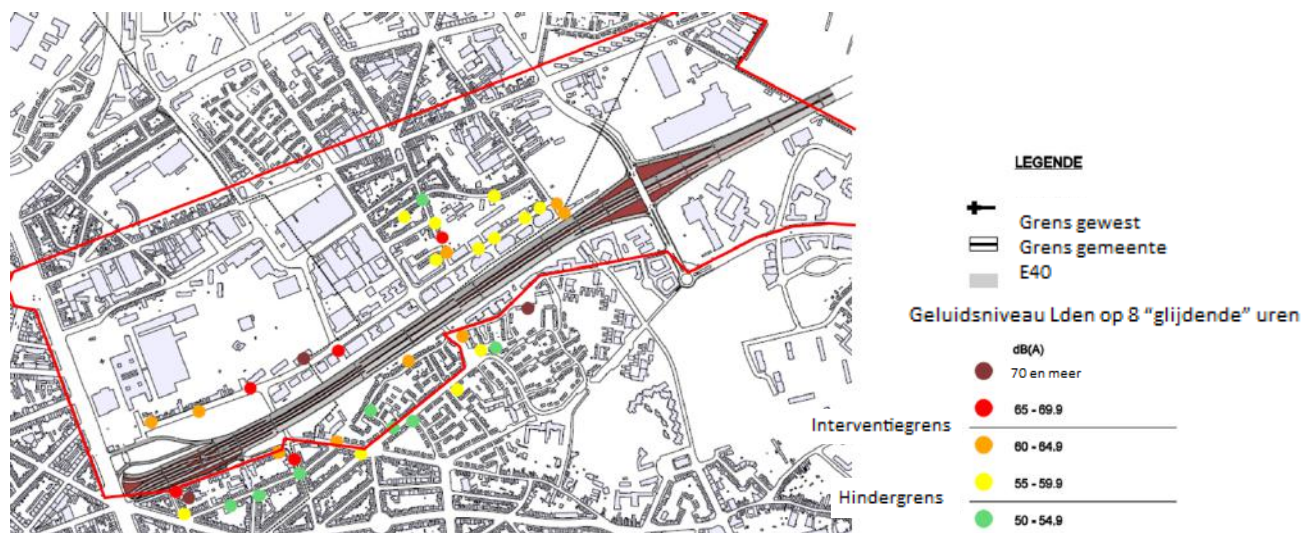 LEGENDE
Grens gewest
Grens gemeente
E40
Geluidsniveau Lden op 8 “glijdende” uren
dB(A)
70 en meer
65 - 69.9
Interventiegrens
60 - 64.9
55 - 59.9
Hindergrens
50 - 54.9